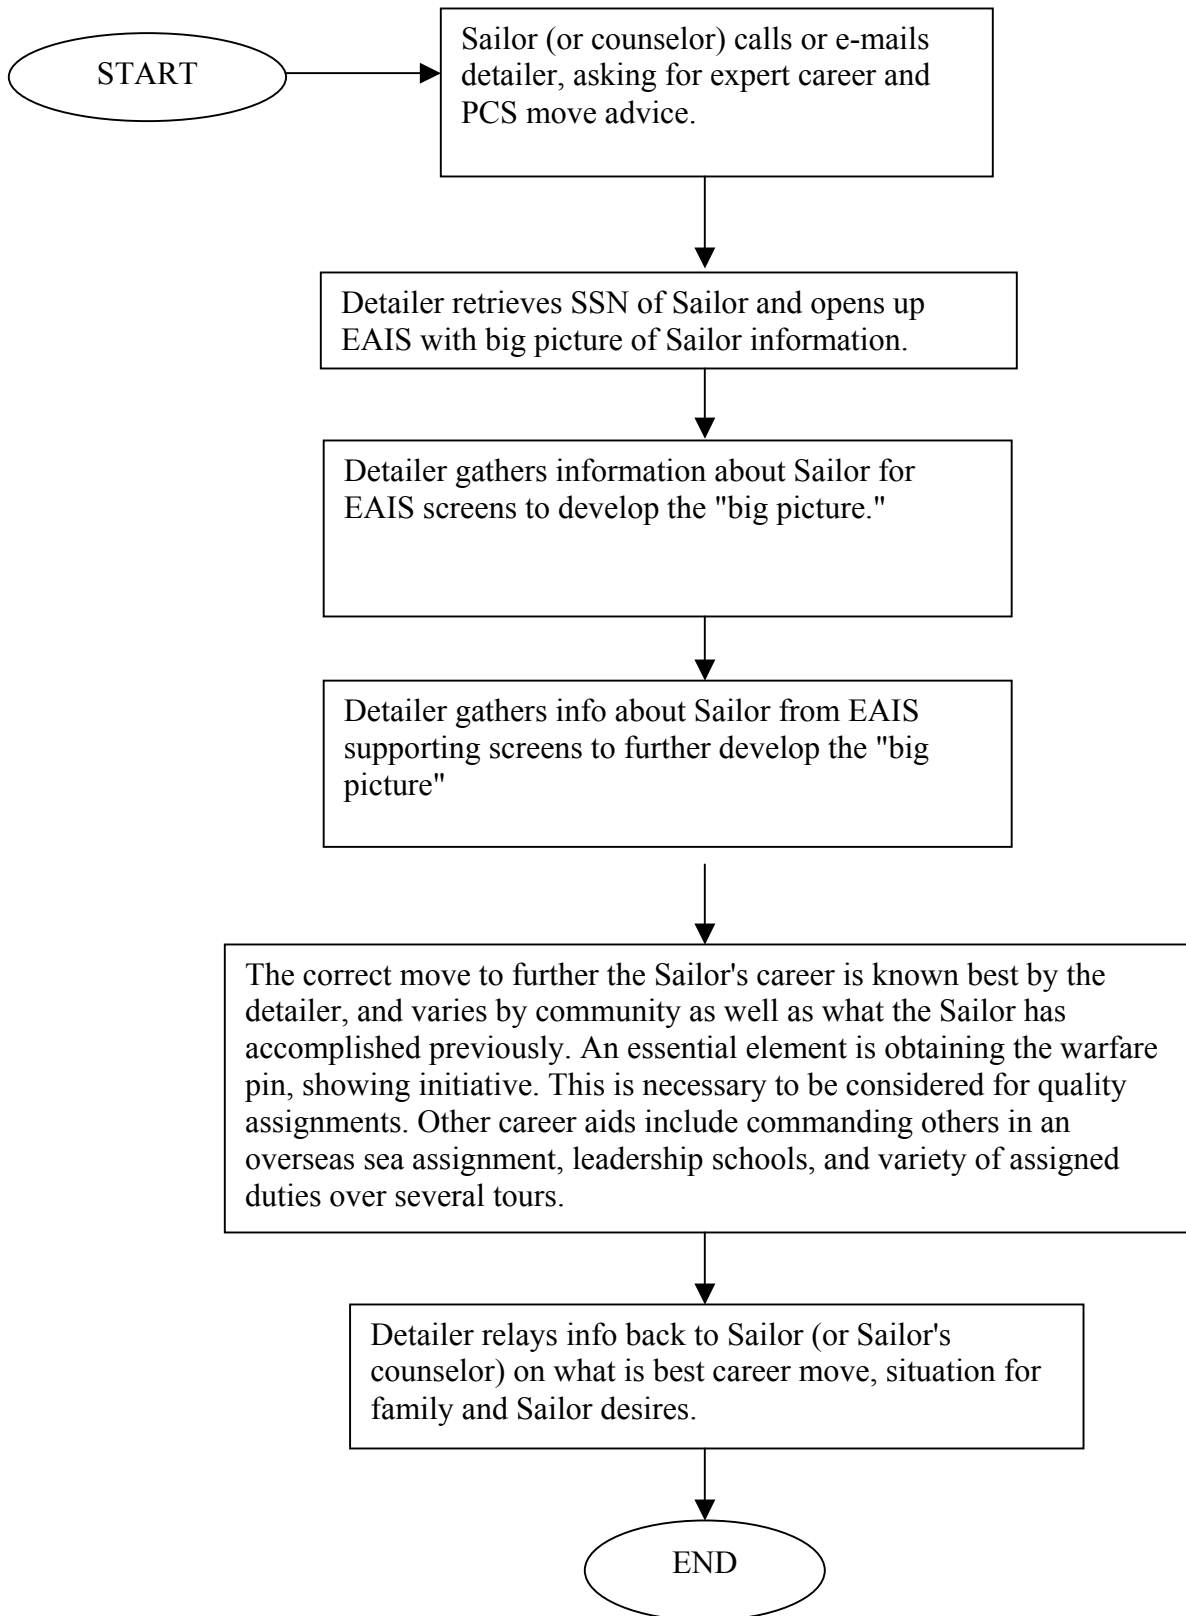 START
Sailor (or counselor) calls or e-mails
detailer, asking for expert career and
PCS move advice.
Detailer retrieves SSN of Sailor and opens up
EAIS with big picture of Sailor information.
Detailer gathers information about Sailor for
EAIS screens to develop the "big picture."
Detailer gathers info about Sailor from EAIS
supporting screens to further develop the "big
picture"
The correct move to further the Sailor's career is known best by the
detailer, and varies by community as well as what the Sailor has
accomplished previously. An essential element is obtaining the warfare
pin, showing initiative. This is necessary to be considered for quality
assignments. Other career aids include commanding others in an
overseas sea assignment, leadership schools, and variety of assigned
duties over several tours.
Detailer relays info back to Sailor (or Sailor's
counselor) on what is best career move, situation for
family and Sailor desires.
END